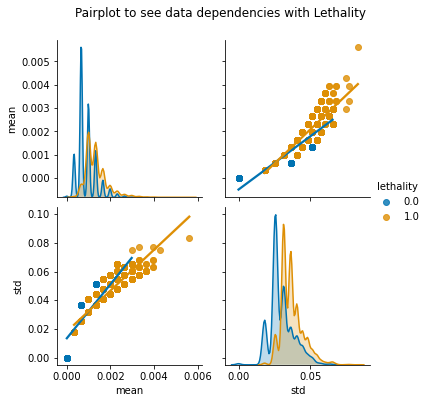 Pairplot to see data dependencies with Lethality
0.005
0.004
0.003
0.002
0.001
0.000
mean
lethality
0.0
1.0
0.10
0.08
0.06
0.04
0.02
0.00
std
0.000 0.002 0.004 0.006
mean
0.00 0.05
std